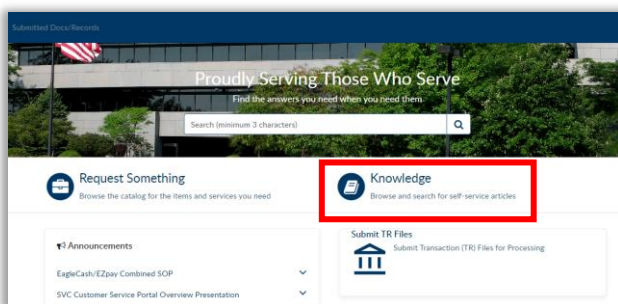 Submitted Docs/Records
Proudly Serving Those Who Serve
Find the answers you need when you need them.
Search (minimum 3 characters)
Request Something
Browse the catalog for the items and services you need
Knowledge
Browse and search for self-service articles
Announcements
EagleCash/EZpay Combined SOP
SVC Customer Service Portal Overview Presentation
Submit TR Files
Submit Transaction (TR) Files for Processing